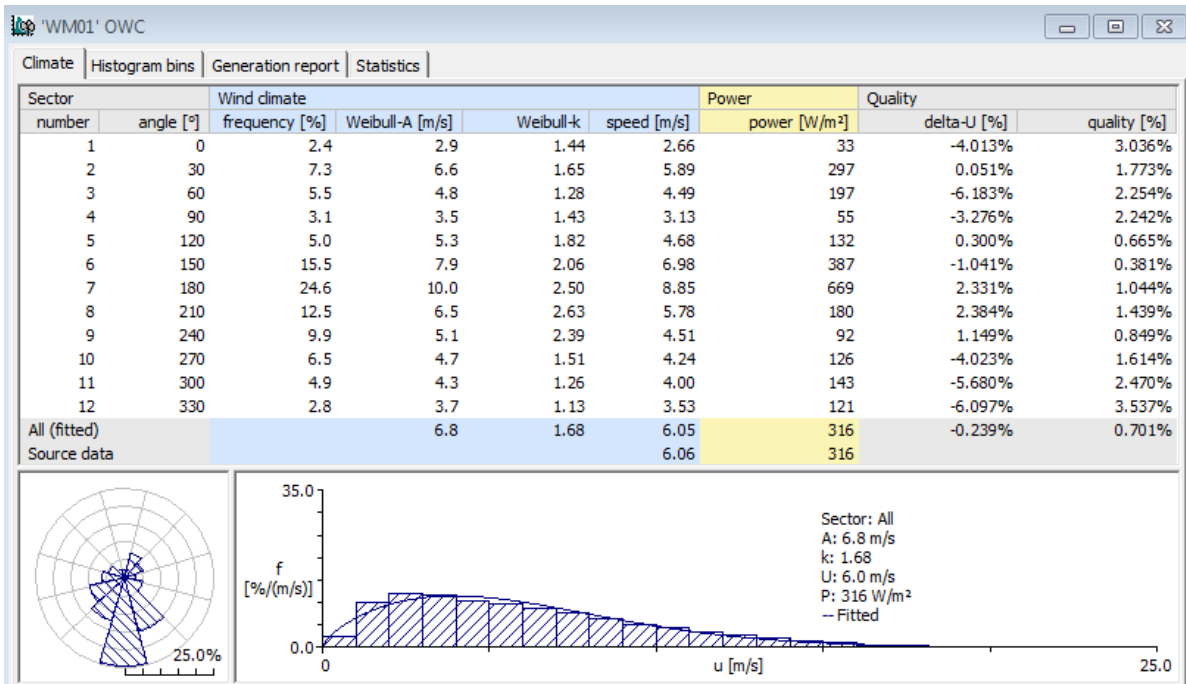 'WM01' OWC
Climate Histogram bins Generation report Statistics
Sector Wind climate Power Quality
number angle [º] frequency [%] Weibull-A [m/s] Weibull-k speed [m/s] power [W/m²] delta-U [%] quality [%]
1 0 2.4 2.9 1.44 2.66 33 -4.013% 3.036%
2 30 7.3 6.6 1.65 5.89 297 0.051% 1.773%
3 60 5.5 4.8 1.28 4.49 197 -6.183% 2.254%
4 90 3.1 3.5 1.43 3.13 55 -3.276% 2.242%
5 120 5.0 5.3 1.82 4.68 132 0.300% 0.665%
6 150 15.5 7.9 2.06 6.98 387 -1.041% 0.381%
7 180 24.6 10.0 2.50 8.85 669 2.331% 1.044%
8 210 12.5 6.5 2.63 5.78 180 2.384% 1.439%
9 240 9.9 5.1 2.39 4.51 92 1.149% 0.849%
10 270 6.5 4.7 1.51 4.24 126 -4.023% 1.614%
11 300 4.9 4.3 1.26 4.00 143 -5.680% 2.470%
12 330 2.8 3.7 1.13 3.53 121 -6.097% 3.537%
All (fitted) 6.8 1.68 6.05 316 -0.239% 0.701%
Source data 6.06 316
25.0%
35.0
f
[%/(m/s)]
0.0
0
u [m/s]
25.0
Sector: All
A: 6.8 m/s
k: 1.68
U: 6.0 m/s
P: 316 W/m²
-- Fitted